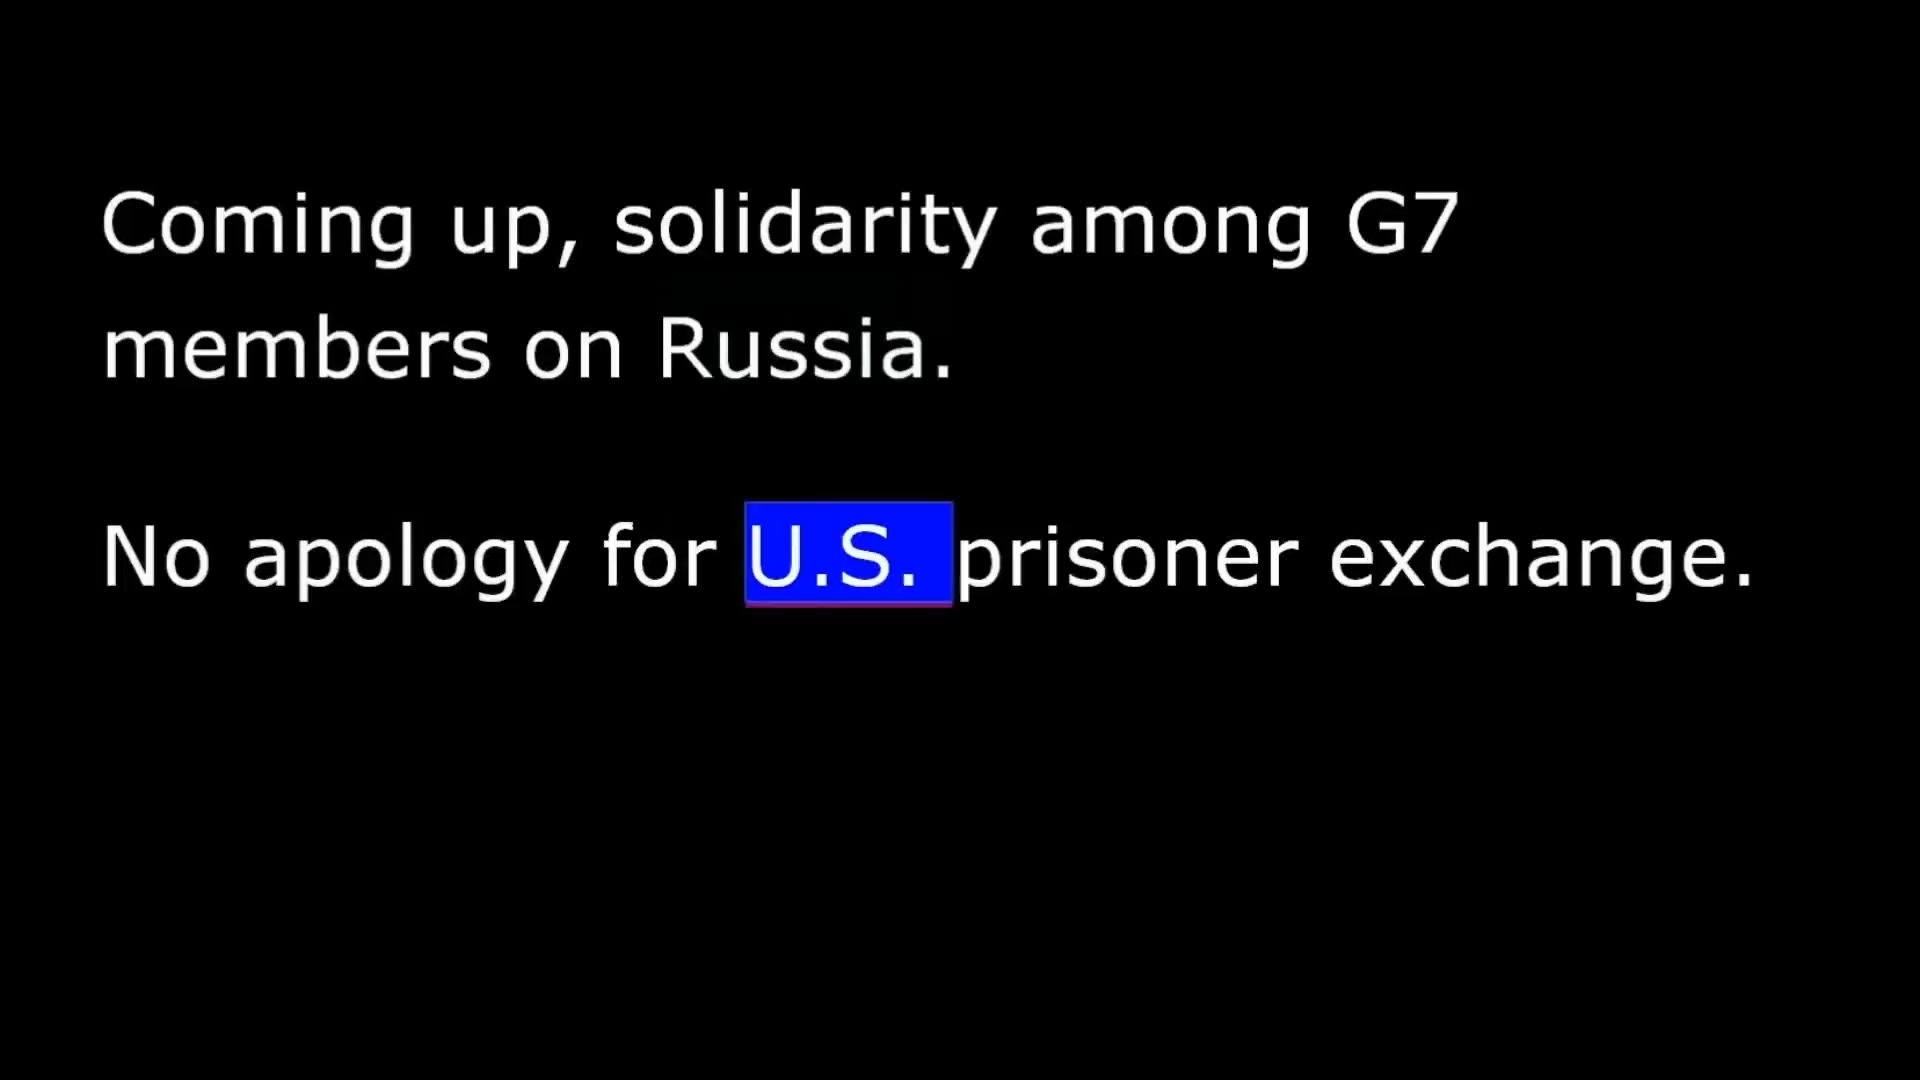 Coming up, solidarity among G7
members on Russia.
No apology for U.S. prisoner exchange.